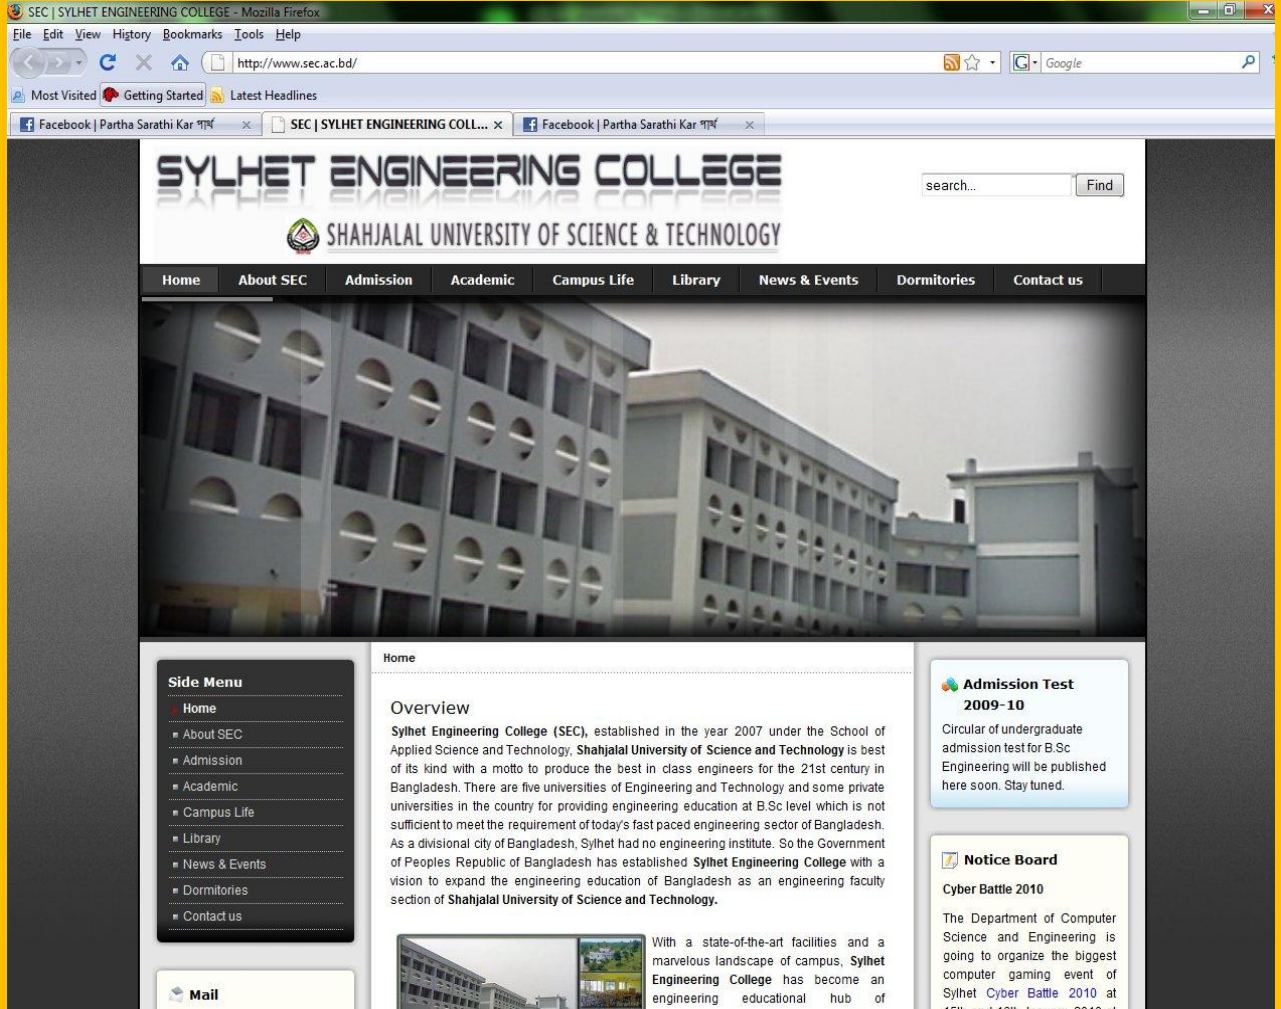 SEC | SYLHET ENGINEERING COLLEGE - Mozilla Firefox
File Edit View History Bookmarks Tools Help
http://www.sec.ac.bd/
G Google
Most Visited Getting Started Latest Headlines
Facebook | Partha Sarathi Kar পার্থ
SEC | SYLHET ENGINEERING COLL...
Facebook | Partha Sarathi Kar পার্থ
SYLHET ENGINEERING COLLEGE
SHAHJALAL UNIVERSITY OF SCIENCE & TECHNOLOGY
search... Find
Home About SEC Admission Academic Campus Life Library News & Events Dormitories Contact us
Side Menu
Home
About SEC
Admission
Academic
Campus Life
Library
News & Events
Dormitories
Contact us
Mail
Home
Overview
Sylhet Engineering College (SEC), established in the year 2007 under the School of
Applied Science and Technology, Shahjalal University of Science and Technology is best
of its kind with a motto to produce the best in class engineers for the 21st century in
Bangladesh. There are five universities of Engineering and Technology and some private
universities in the country for providing engineering education at B.Sc level which is not
sufficient to meet the requirement of today's fast paced engineering sector of Bangladesh.
As a divisional city of Bangladesh, Sylhet had no engineering institute. So the Government
of Peoples Republic of Bangladesh has established Sylhet Engineering College with a
vision to expand the engineering education of Bangladesh as an engineering faculty
section of Shahjalal University of Science and Technology.
With a state-of-the-art facilities and a
marvelous landscape of campus, Sylhet
Engineering College has become an
engineering educational hub of
Admission Test
2009-10
Circular of undergraduate
admission test for B.Sc
Engineering will be published
here soon. Stay tuned.
Notice Board
Cyber Battle 2010
The Department of Computer
Science and Engineering is
going to organize the biggest
computer gaming event of
Sylhet Cyber Battle 2010 at
15th and 16th January 2010 at